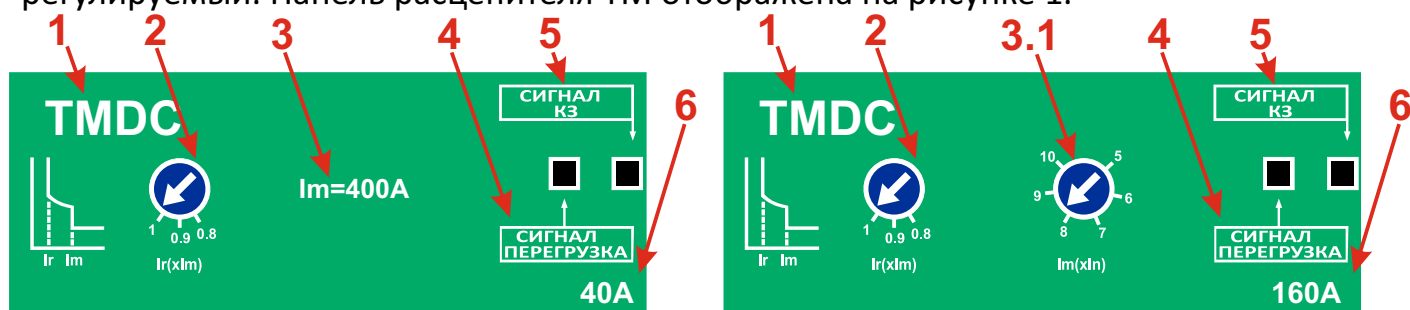 регулируемый. Панель расцепителя ТМ отображена на рисунке 1.
1 2 3 4 5 6
TMDC
СИГНАЛ
КЗ
Im=400A
1 0.9 0.8
Ir(xIm)
Ir Im
СИГНАЛ
ПЕРЕГРУЗКА
40A
1 2 3.1 4 5 6
TMDC
СИГНАЛ
КЗ
10 5
9 6
8 7
1 0.9 0.8
Ir(xIm)
Im(xIn)
Ir Im
СИГНАЛ
ПЕРЕГРУЗКА
160A